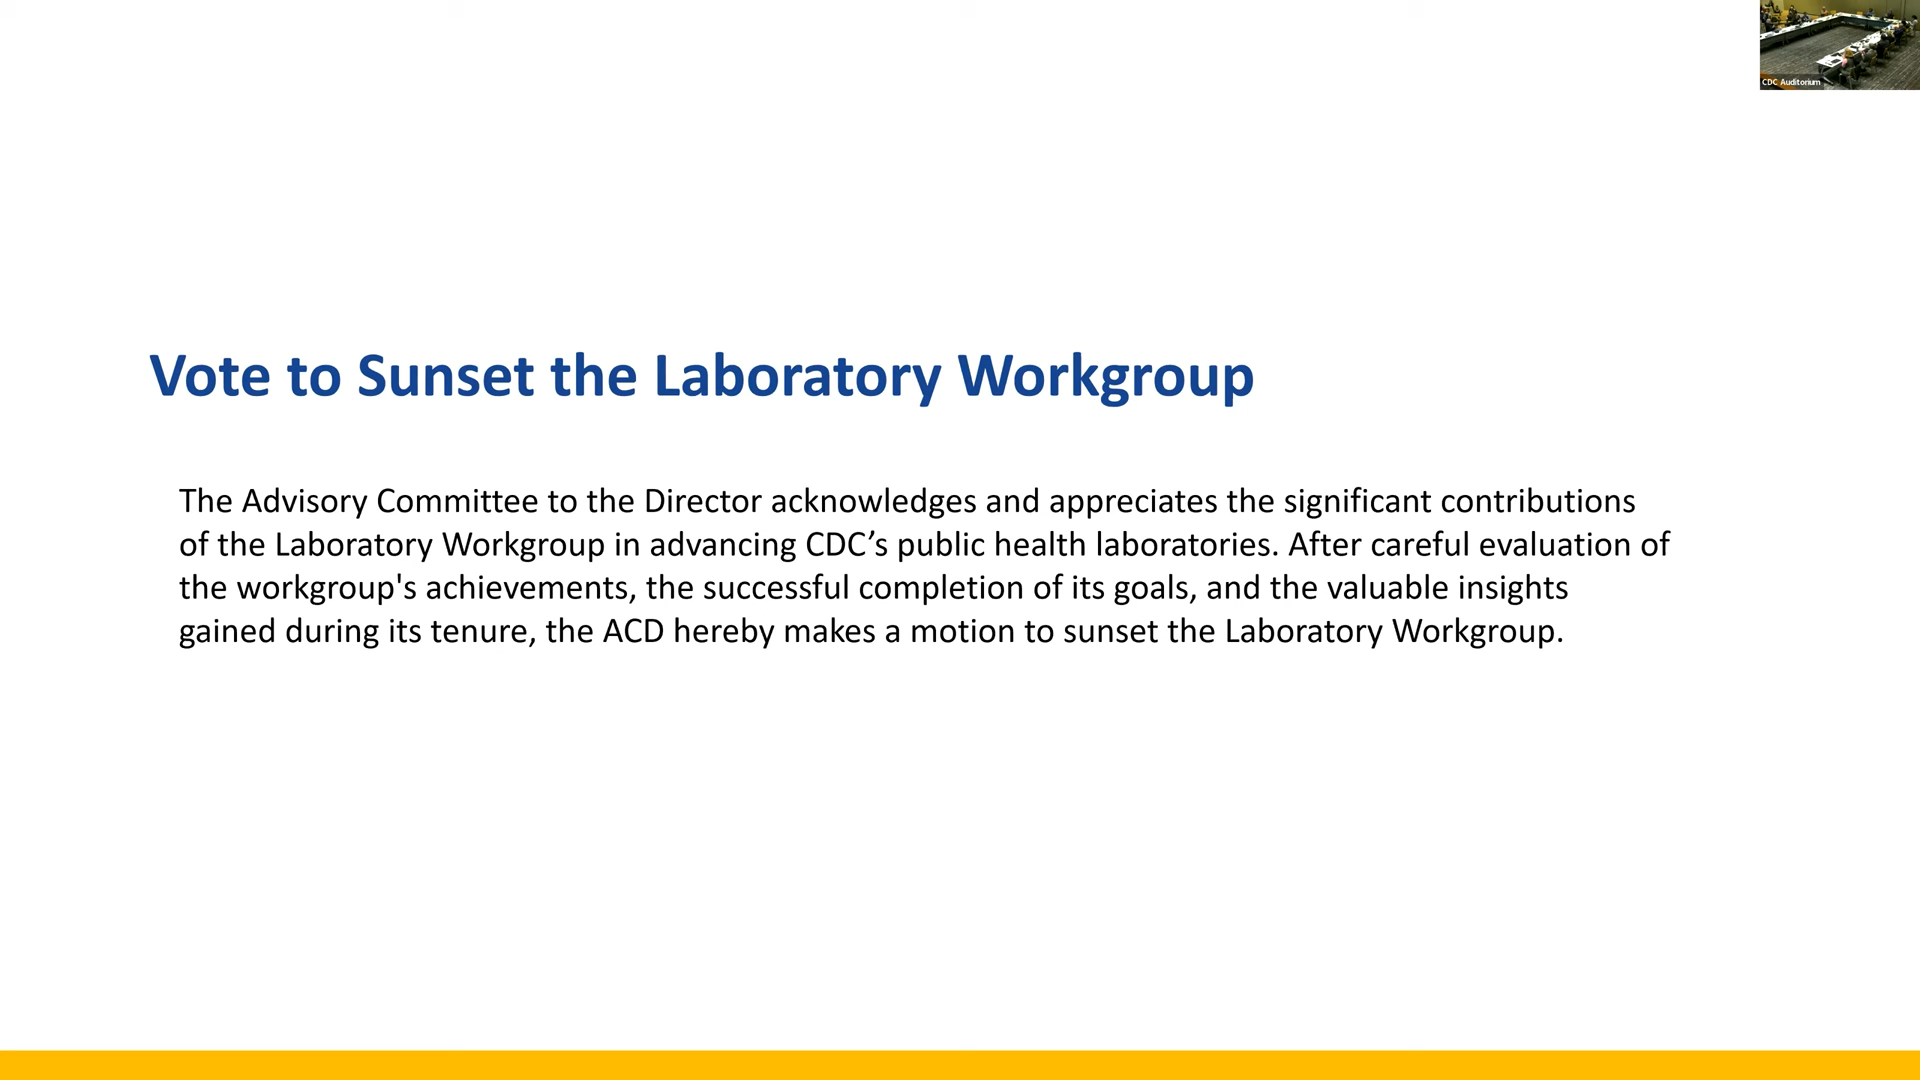 CDC Auditorium
Vote to Sunset the Laboratory Workgroup
The Advisory Committee to the Director acknowledges and appreciates the significant contributions
of the Laboratory Workgroup in advancing CDC’s public health laboratories. After careful evaluation of
the workgroup's achievements, the successful completion of its goals, and the valuable insights
gained during its tenure, the ACD hereby makes a motion to sunset the Laboratory Workgroup.